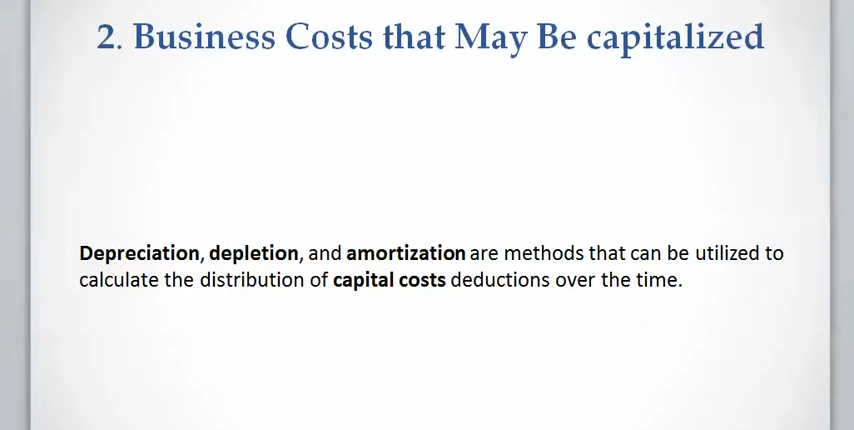 2. Business Costs that May Be capitalized
Depreciation, depletion, and amortization are methods that can be utilized to
calculate the distribution of capital costs deductions over the time.